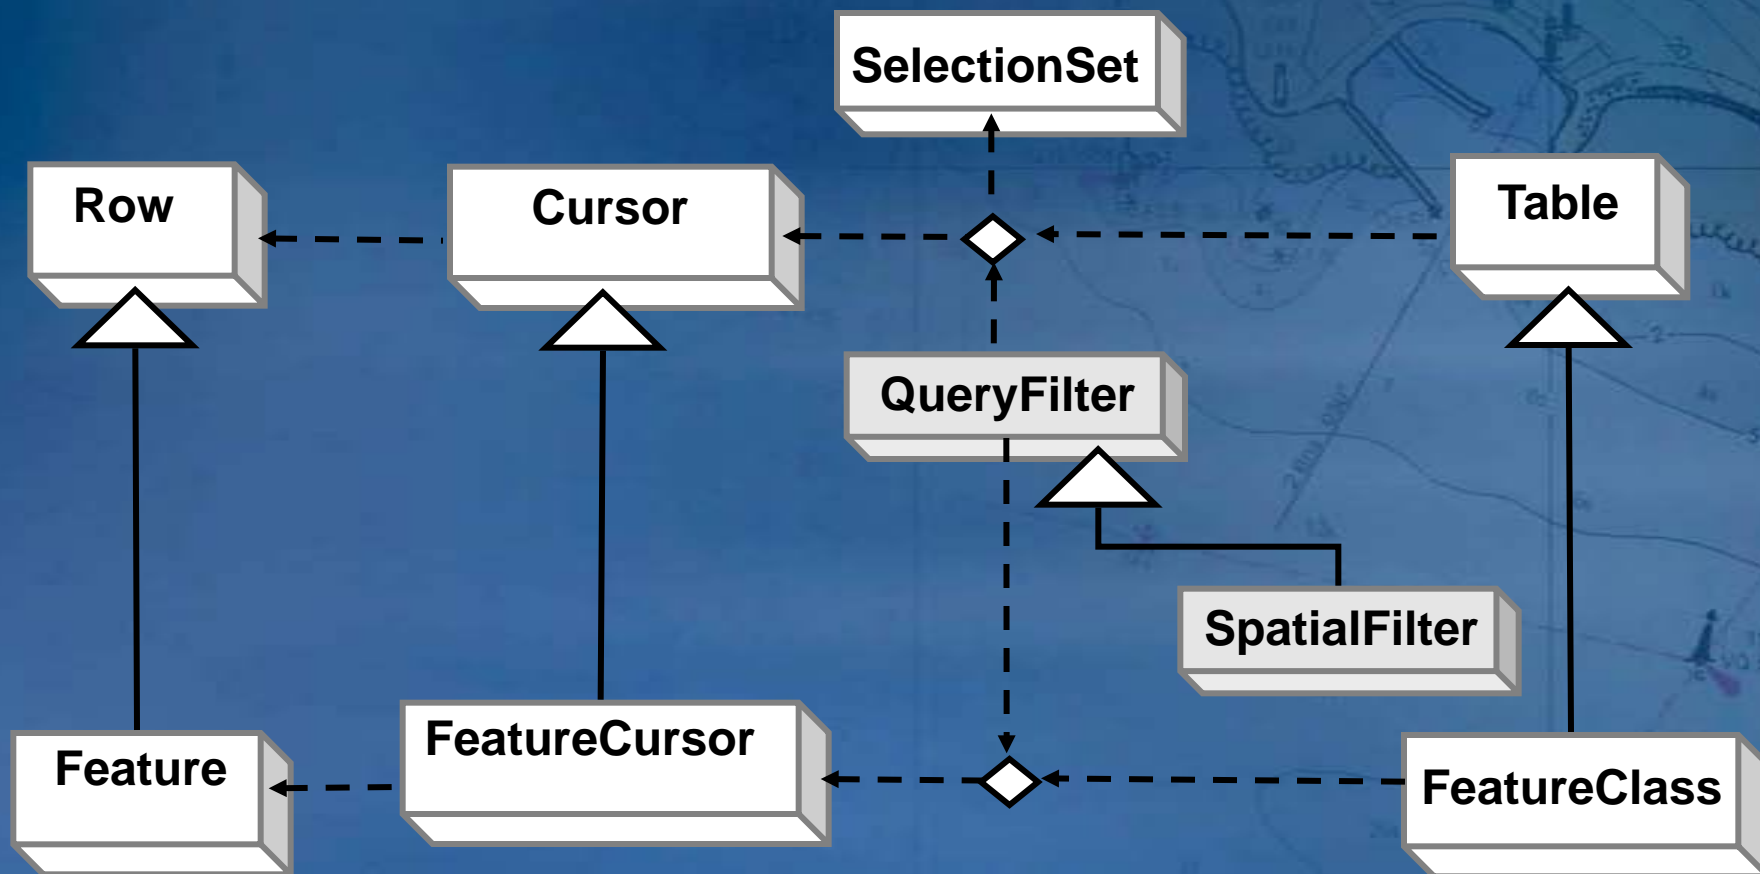 SelectionSet
Row
Cursor
Table
QueryFilter
SpatialFilter
Feature
FeatureCursor
FeatureClass